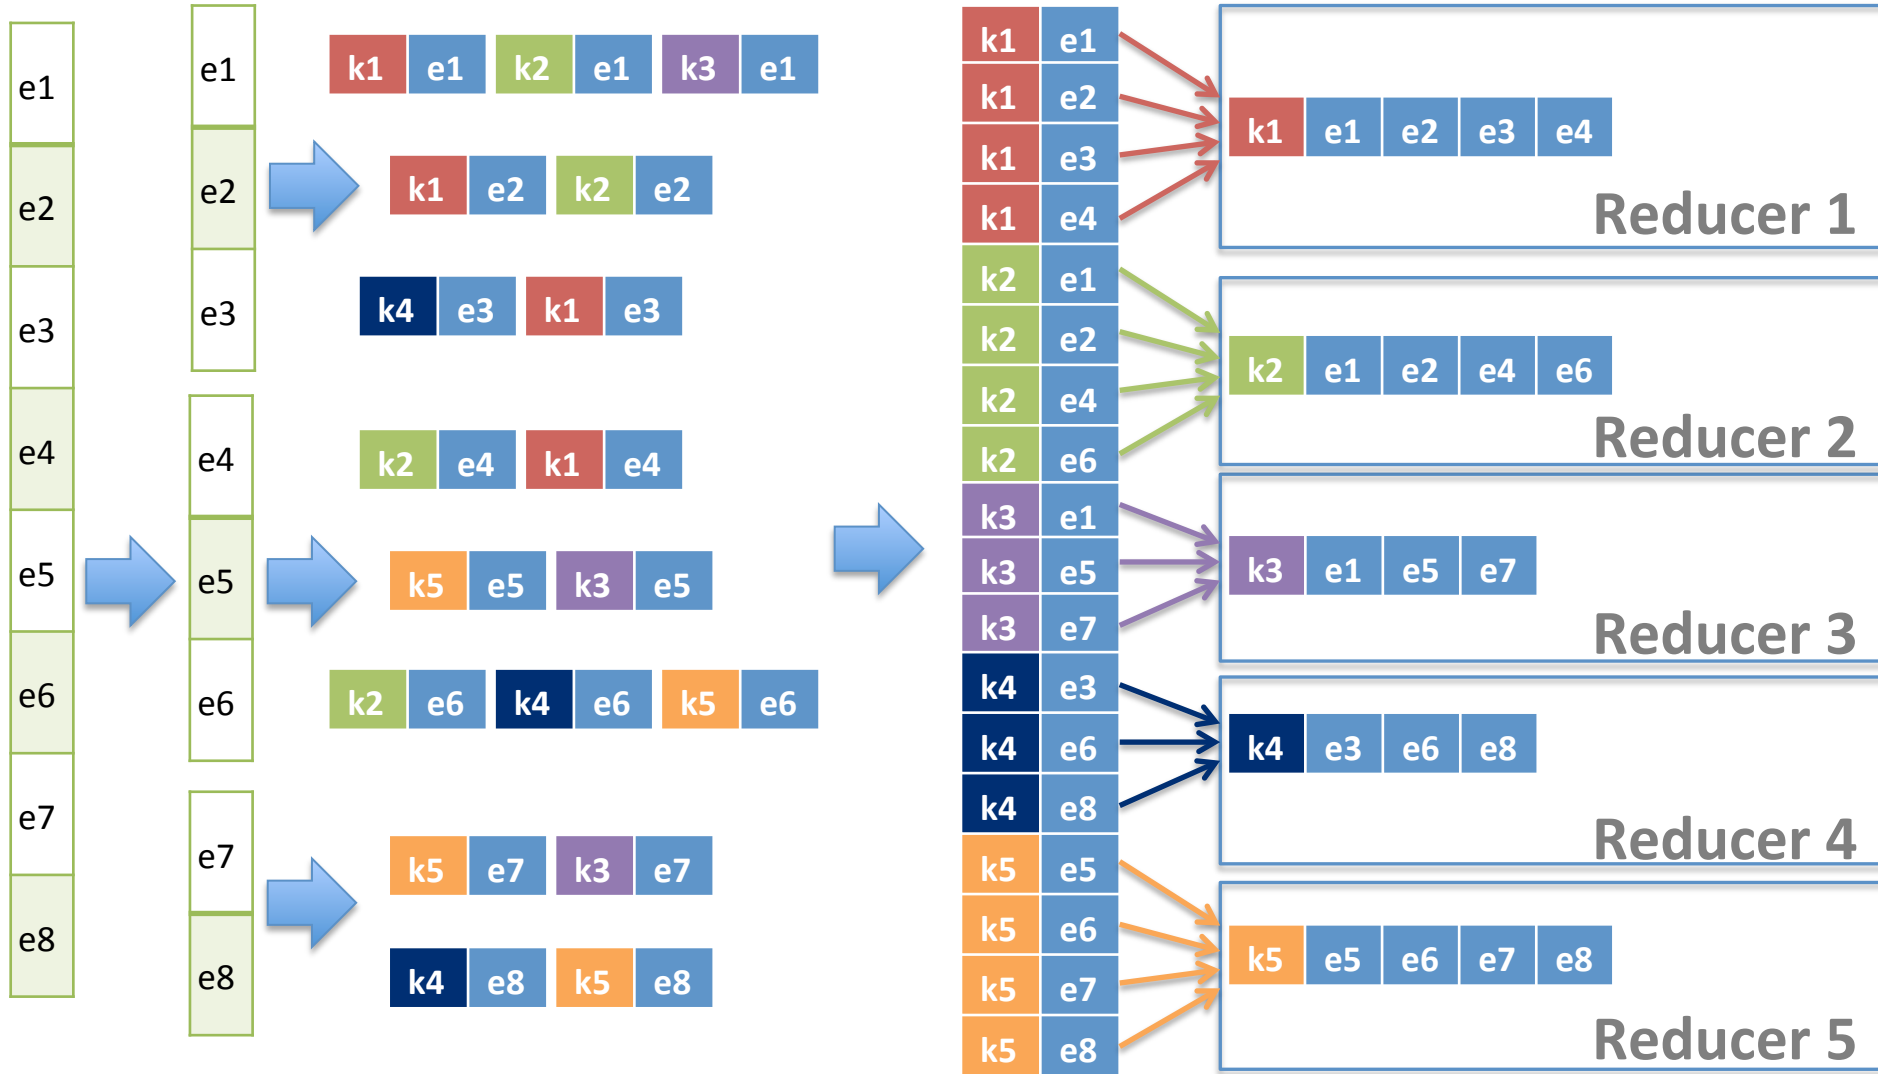 e1
e2
e3
e4
e5
e6
e7
e8
e1
e2
e3
e4
e5
e6
e7
e8
k1 e1 k2 e1 k3 e1
k1 e2 k2 e2
k4 e3 k1 e3
k2 e4 k1 e4
k5 e5 k3 e5
k2 e6 k4 e6 k5 e6
k5 e7 k3 e7
k4 e8 k5 e8
k1 e1
k1 e2
k1 e3
k1 e4
k2 e1
k2 e2
k2 e4
k2 e6
k3 e1
k3 e5
k3 e7
k4 e3
k4 e6
k4 e8
k5 e5
k5 e6
k5 e7
k5 e8
k1 e1 e2 e3 e4
Reducer 1
k2 e1 e2 e4 e6
Reducer 2
k3 e1 e5 e7
Reducer 3
k4 e3 e6 e8
Reducer 4
k5 e5 e6 e7 e8
Reducer 5